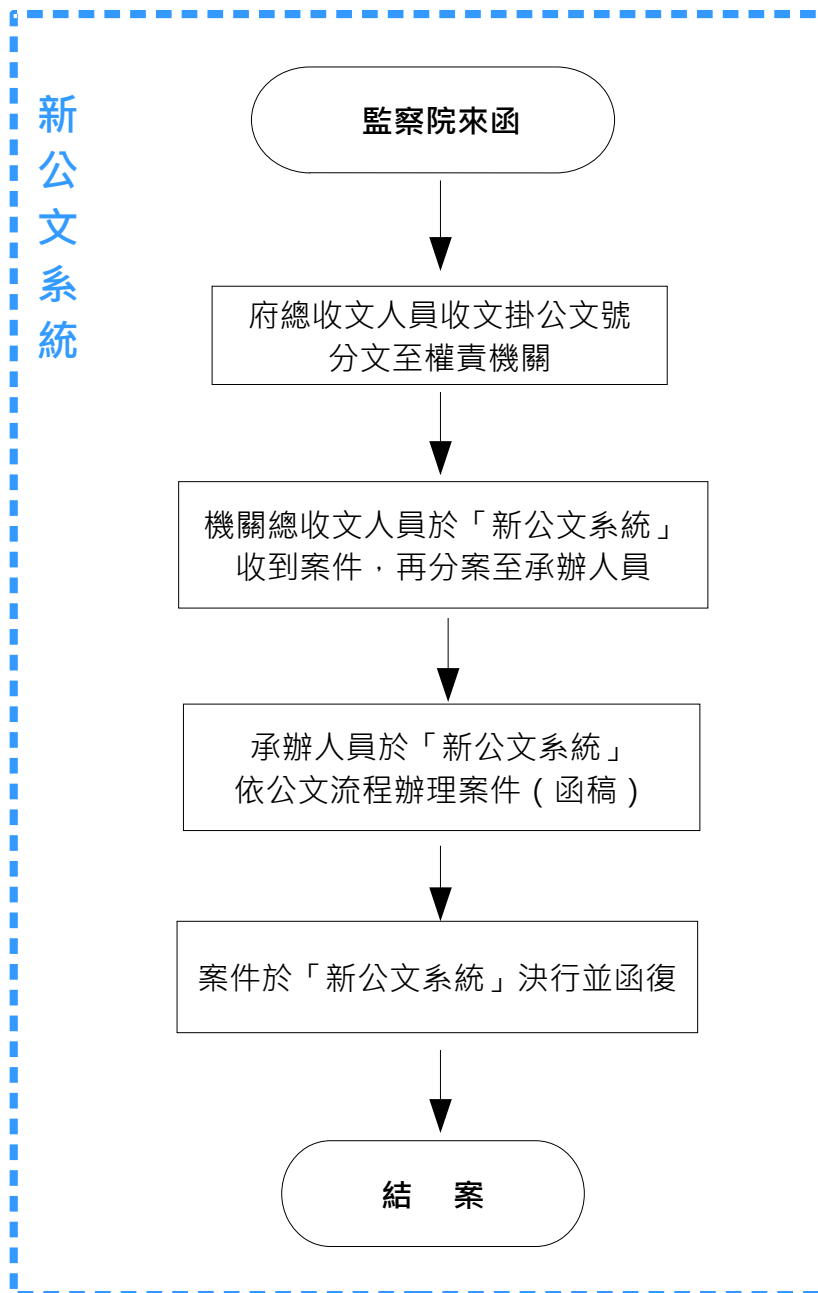 新公文系統
監察院來函
府總收文人員收文掛公文號
分文至權責機關
機關總收文人員於「新公文系統」
收到案件，再分案至承辦人員
承辦人員於「新公文系統」
依公文流程辦理案件（函稿）
案件於「新公文系統」決行並函復
結　案